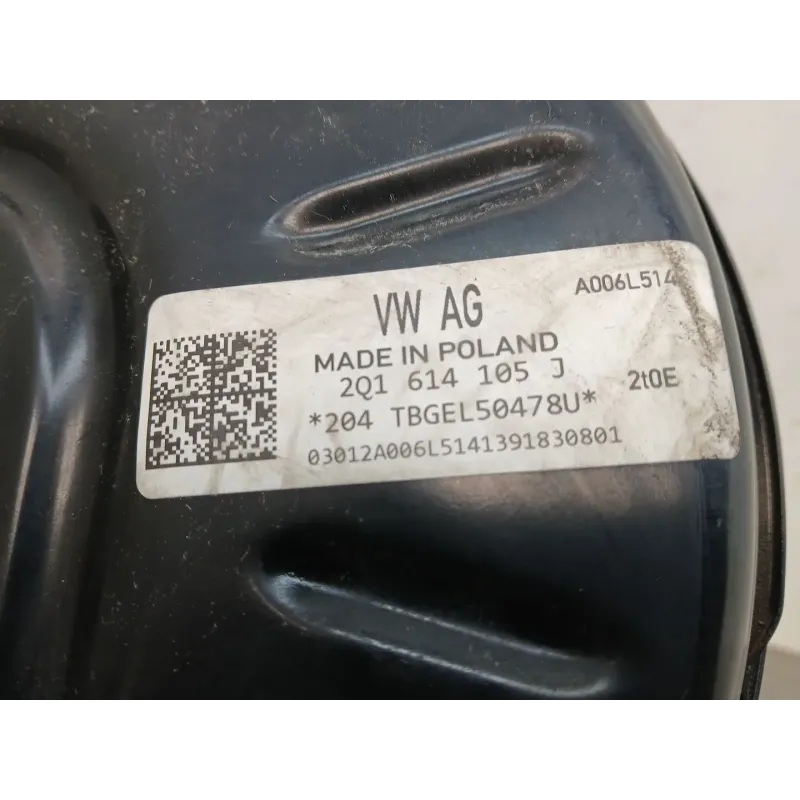 A006L514
VW AG
MADE IN POLAND
2Q1 614 105 J
2t0E
*204 TBGEL50478U*
03012A006L5141391830801